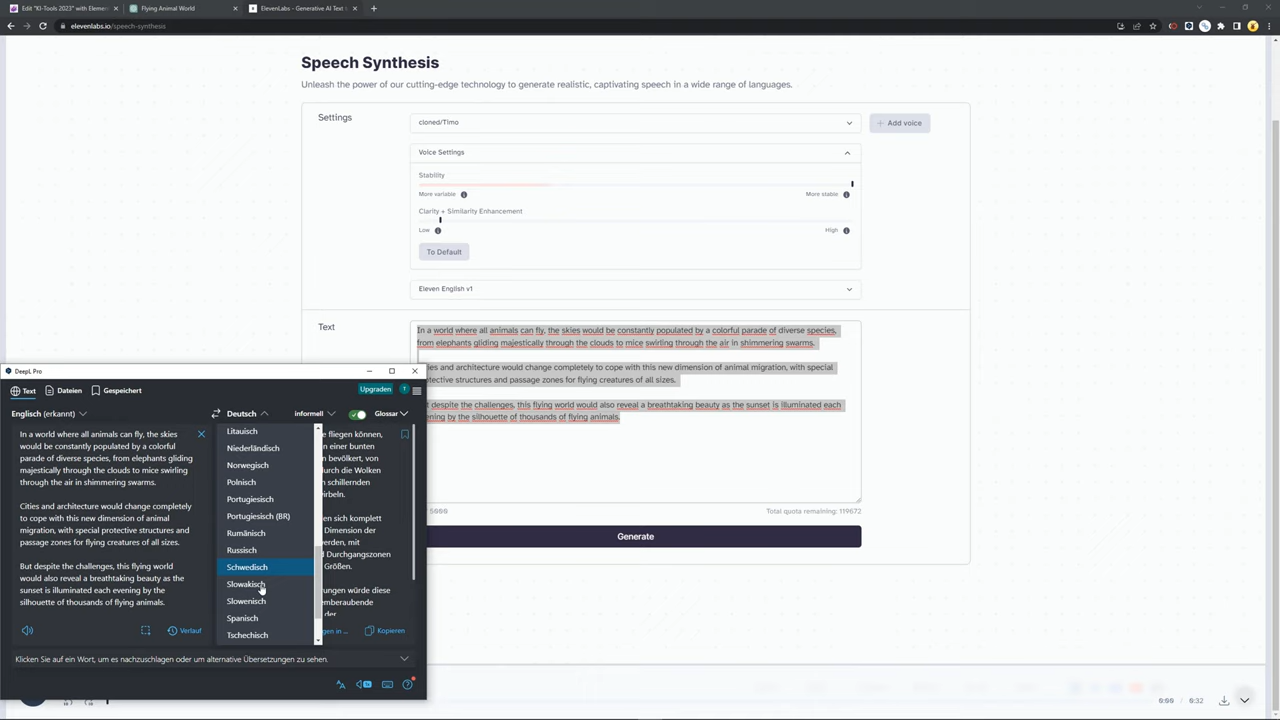 Edit "KI-Tools 2023" with Elemen
Flying Animal World
ElevenLabs - Generative AI Text
elevenlabs.io/speech-synthesis
Speech Synthesis
Unleash the power of our cutting-edge technology to generate realistic, captivating speech in a wide range of languages.
Settings
cloned/Timo
Add voice
Voice Settings
Stability
More variable
More stable
Clarity + Similarity Enhancement
Low
High
To Default
Eleven English v1
Text
In a world where all animals can fly, the skies would be constantly populated by a colorful parade of diverse species,
from elephants gliding majestically through the clouds to mice swirling through the air in shimmering swarms.
ies and architecture would change completely to cope with this new dimension of animal migration, with special
tective structures and passage zones for flying creatures of all sizes.
t despite the challenges, this flying world would also reveal a breathtaking beauty as the sunset is illuminated each
ening by the silhouette of thousands of flying animals.
/ 5000
Total quota remaining: 119672
Generate
DeepL Pro
Text
Dateien
Gespeichert
Upgraden
T
Englisch (erkannt)
Deutsch
informell
Glossar
In a world where all animals can fly, the skies
would be constantly populated by a colorful
parade of diverse species,
from elephants gliding
majestically through the clouds to mice swirling
through the air in shimmering swarms.
Cities and architecture would change completely
to cope with this new dimension of animal
migration, with special protective structures and
passage zones for flying creatures of all sizes.
But despite the challenges, this flying world
would also reveal a breathtaking beauty as the
sunset is illuminated each evening by the
silhouette of thousands of flying animals.
Litauisch
Niederländisch
Norwegisch
Polnisch
Portugiesisch
Portugiesisch (BR)
Rumänisch
Russisch
Schwedisch
Slowakisch
Slowenisch
Spanisch
Tschechisch
e fliegen können,
n einer bunten
n bevölkert, von
urch die Wolken
n schillernden
irbeln.
en sich komplett
Dimension der
erden, mit
d Durchgangszonen
Größen.
rungen würde diese
emberaubende
der
Verlauf
gen in ...
Kopieren
Klicken Sie auf ein Wort, um es nachzuschlagen oder um alternative Übersetzungen zu sehen.
0:00 / 0:32